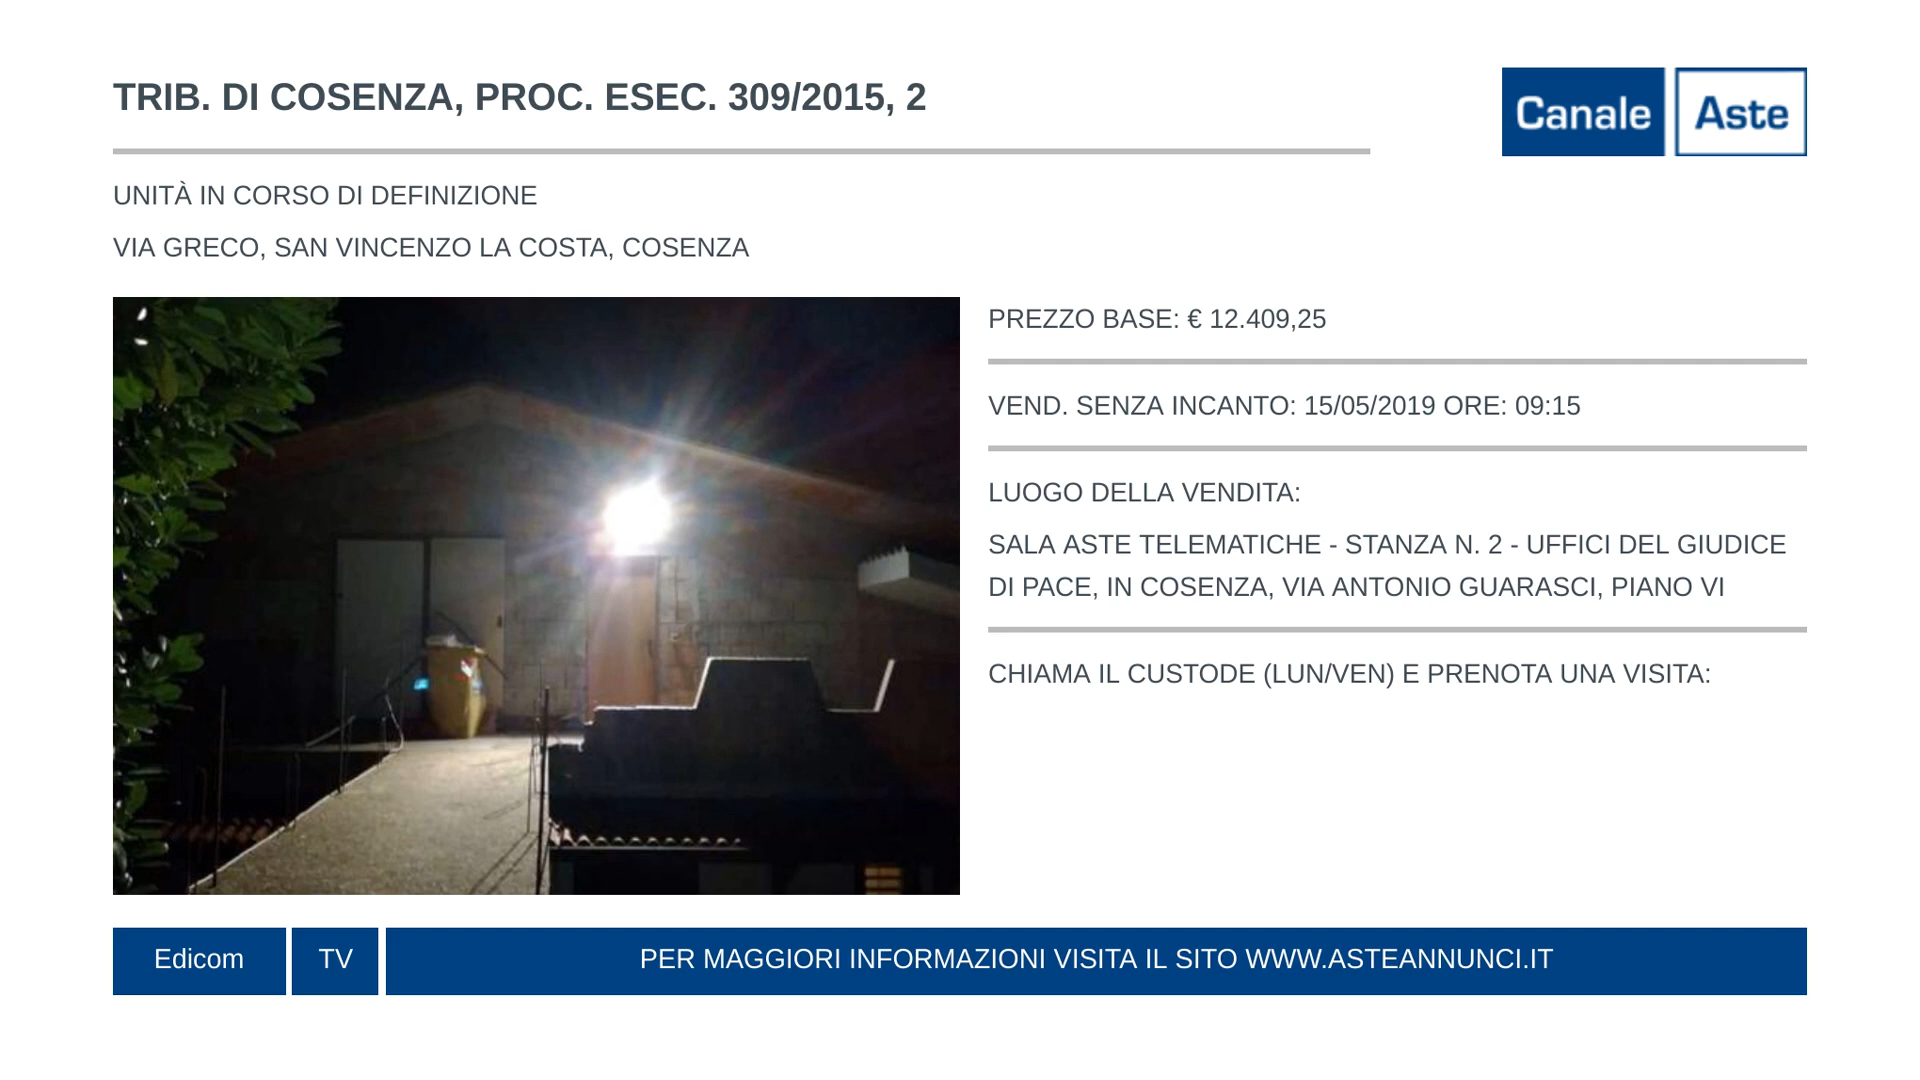 TRIB. DI COSENZA, PROC. ESEC. 309/2015, 2
Canale Aste
UNITÀ IN CORSO DI DEFINIZIONE
VIA GRECO, SAN VINCENZO LA COSTA, COSENZA
PREZZO BASE: € 12.409,25
VEND. SENZA INCANTO: 15/05/2019 ORE: 09:15
LUOGO DELLA VENDITA:
SALA ASTE TELEMATICHE - STANZA N. 2 - UFFICI DEL GIUDICE
DI PACE, IN COSENZA, VIA ANTONIO GUARASCI, PIANO VI
CHIAMA IL CUSTODE (LUN/VEN) E PRENOTA UNA VISITA:
Edicom TV PER MAGGIORI INFORMAZIONI VISITA IL SITO WWW.ASTEANNUNCI.IT